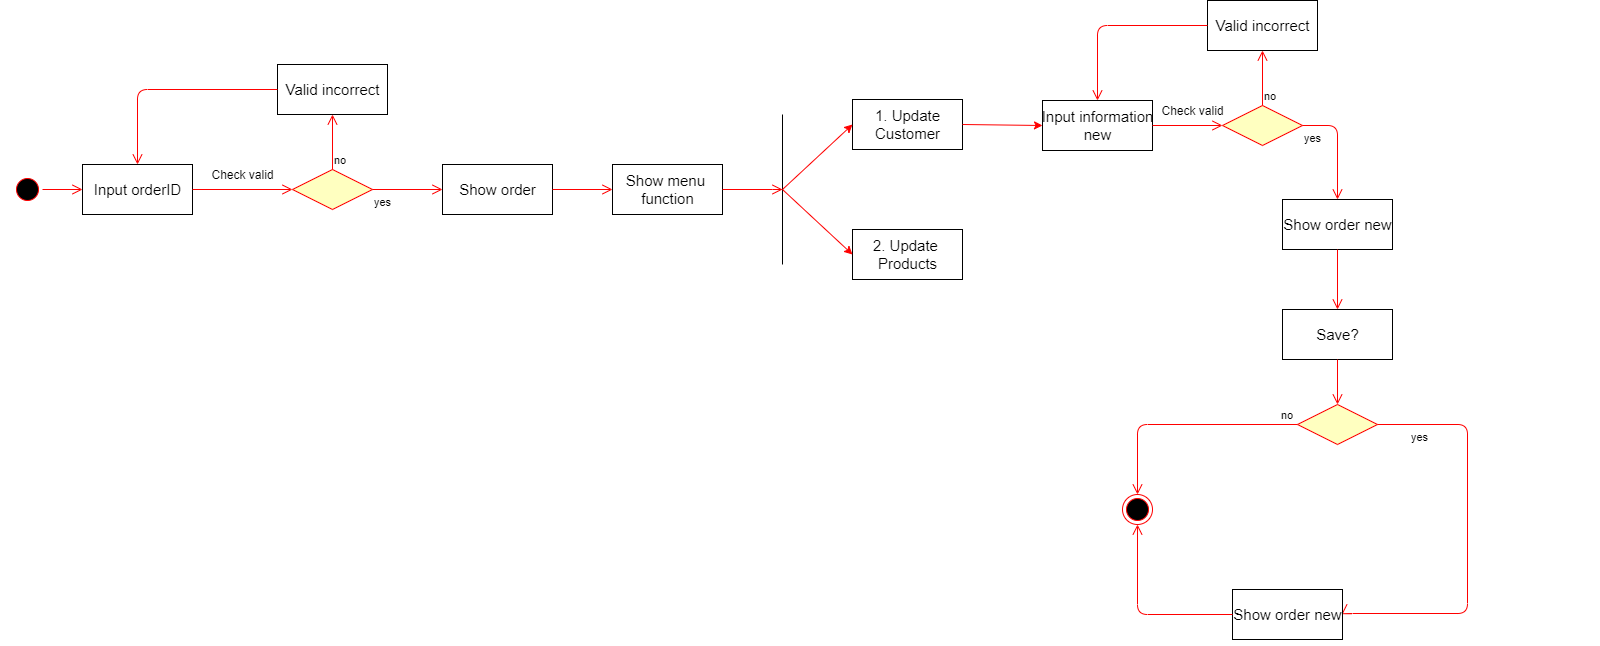 Valid incorrect
Valid incorrect
no
1. Update
Customer
Input information
new
Check valid
yes
no
Input orderID
Check valid
yes
Show order
Show menu
function
2. Update
Products
Show order new
Save?
no
yes
Show order new